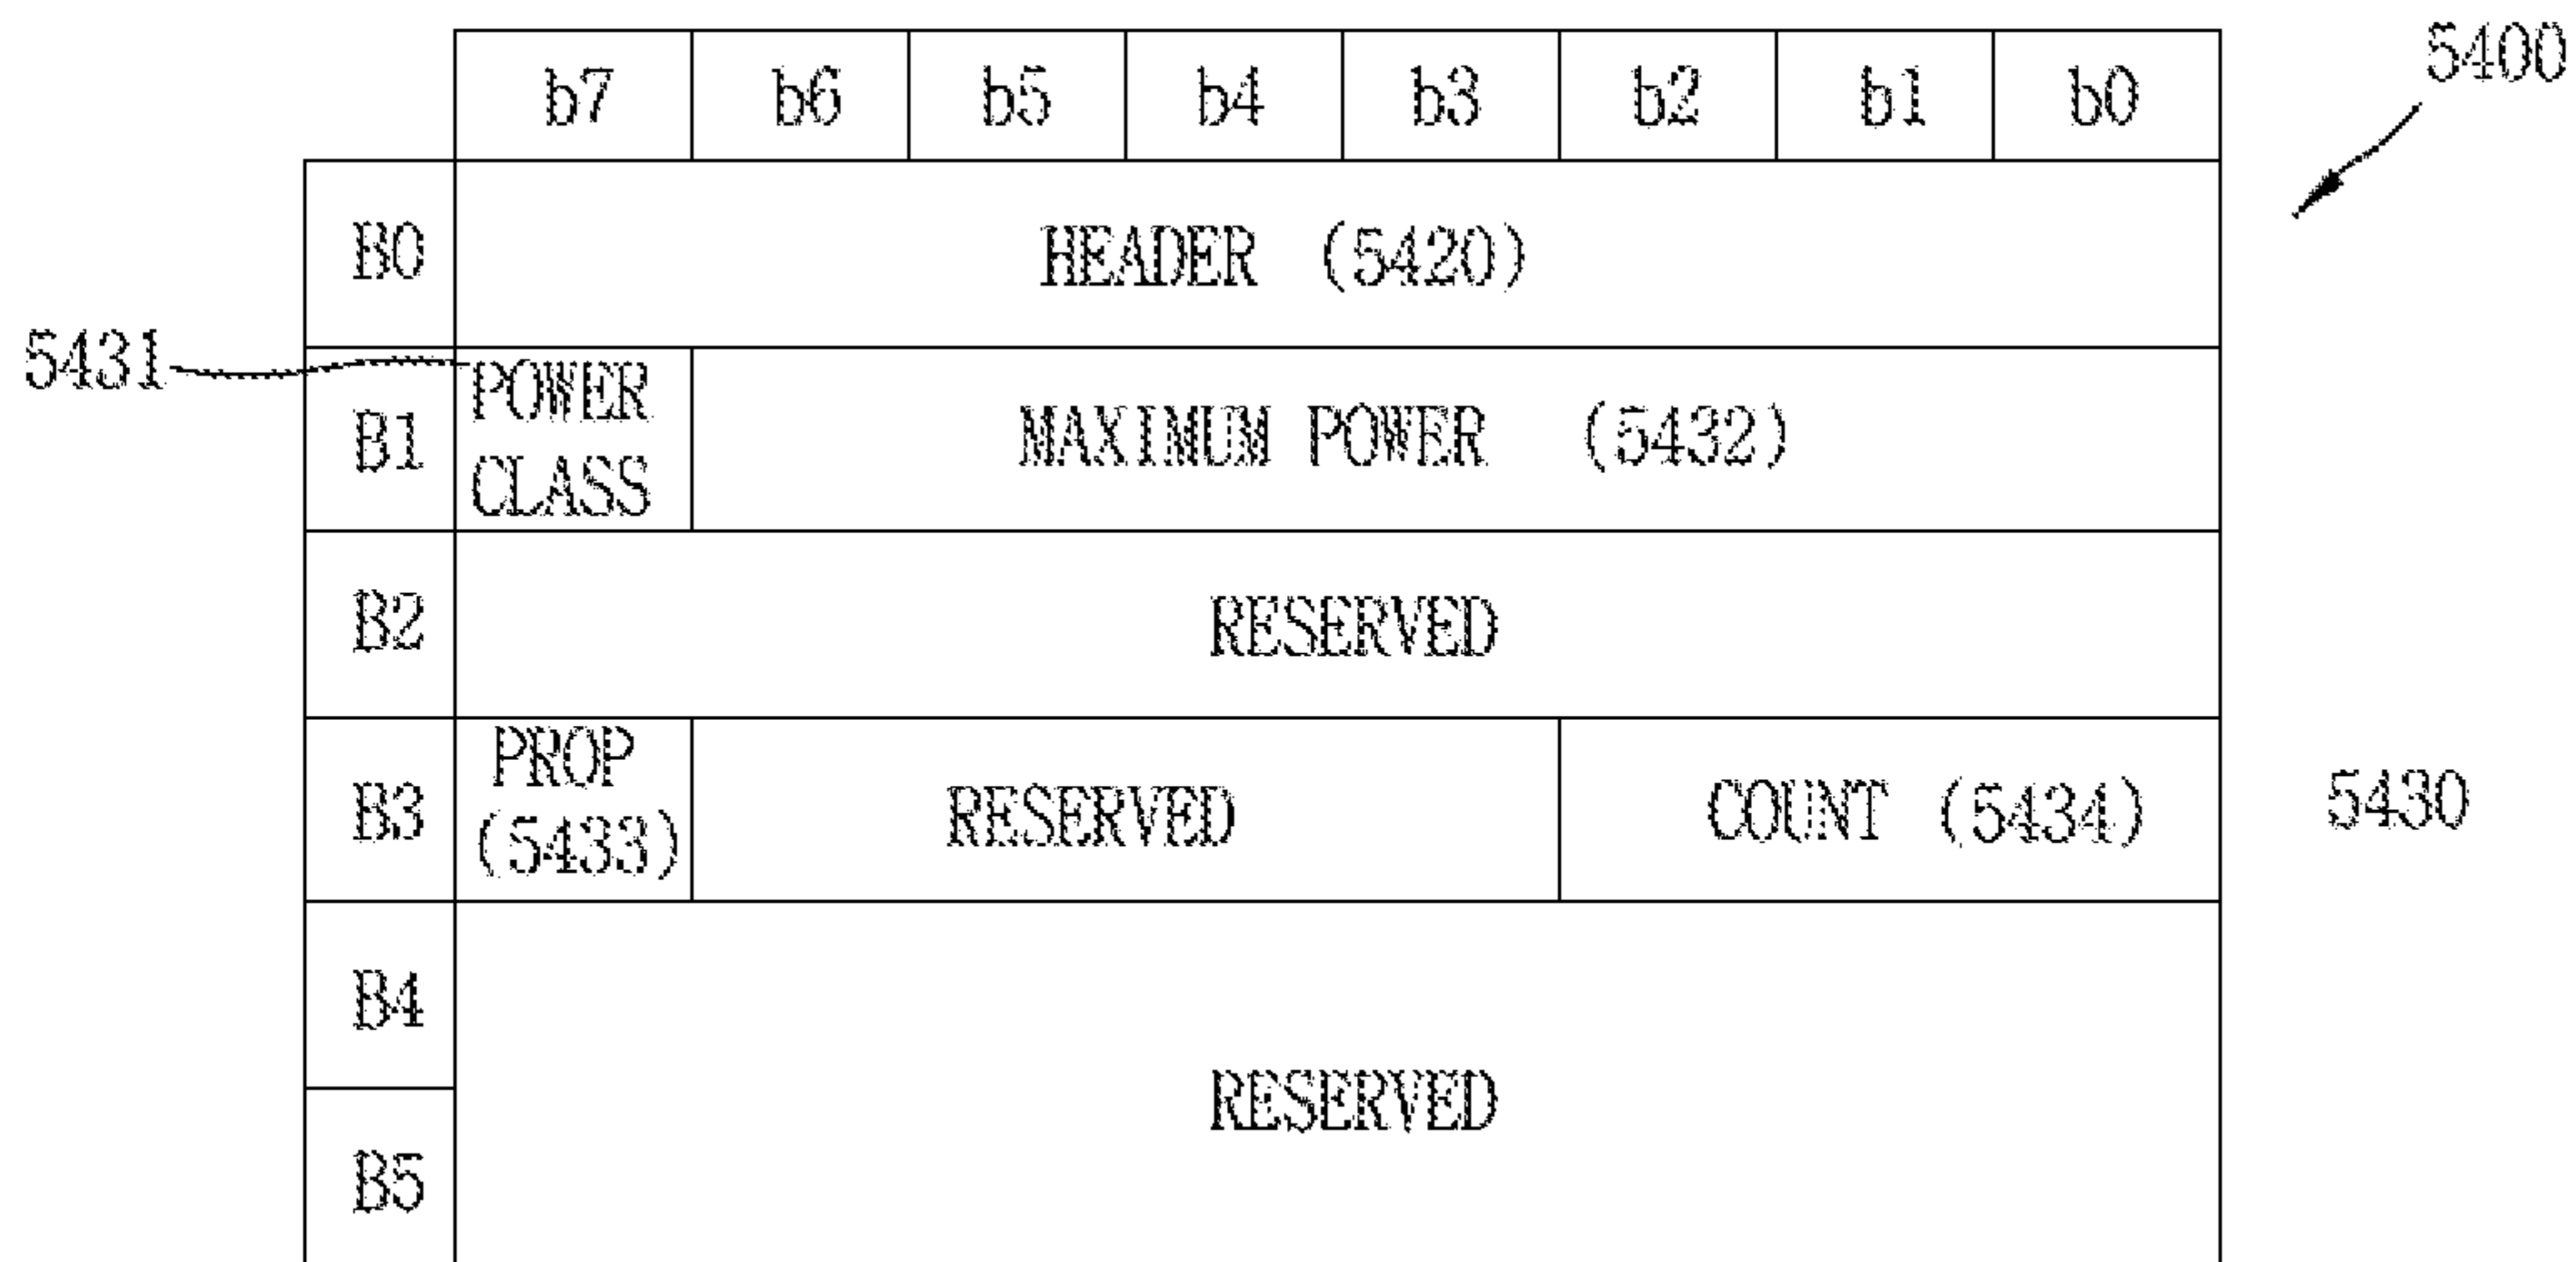 5400
b7 b6 b5 b4 b3 b2 b1 b0
B0 HEADER (5420)
5431
B1 POWER CLASS MAXIMUM POWER (5432)
B2 RESERVED
B3 PROP (5433) RESERVED COUNT (5434) 5430
B4
RESERVED
B5